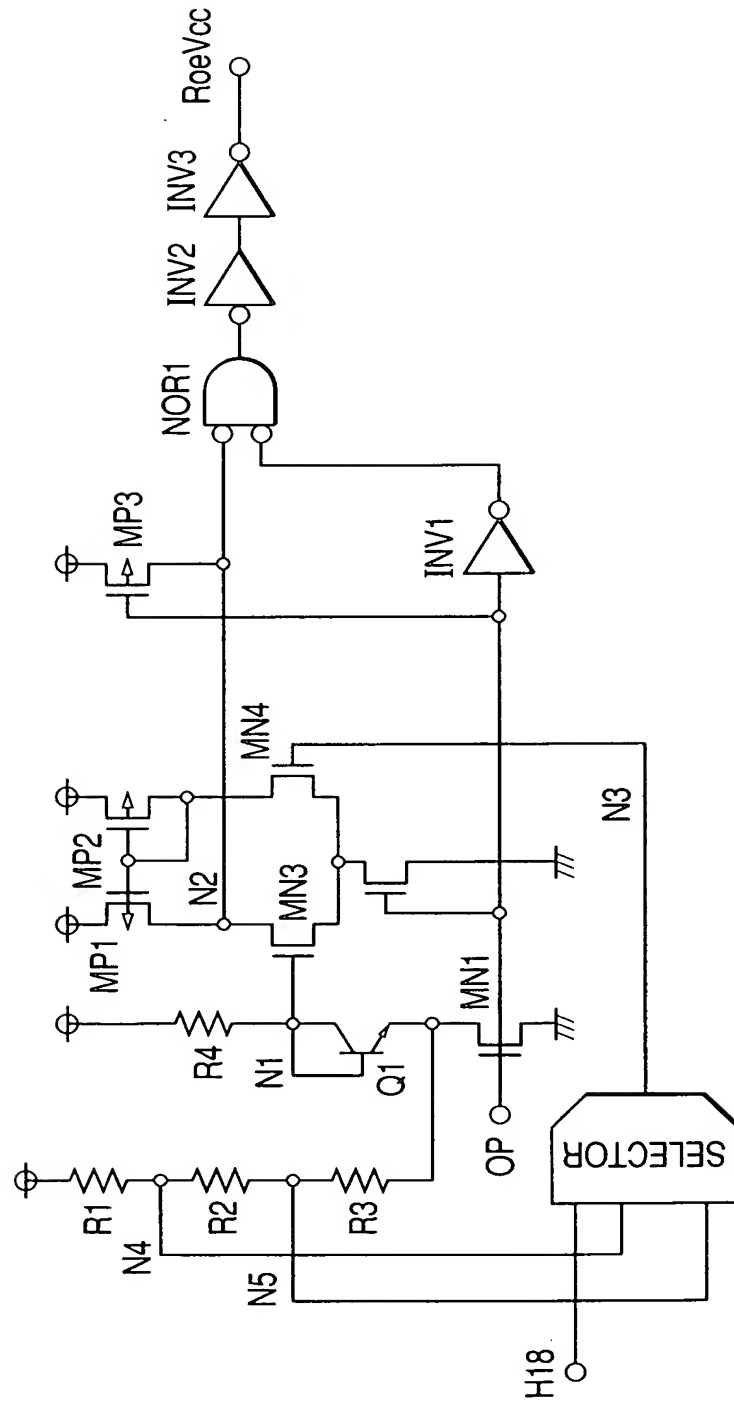 RoeVcc
INV3
INV2
NOR1
MP3
INV1
MP2
MP1
N2
MN4
MN3
N3
R4
N1
Q1
MN1
OP
R1
R2
R3
N4
N5
SELECTOR
H18